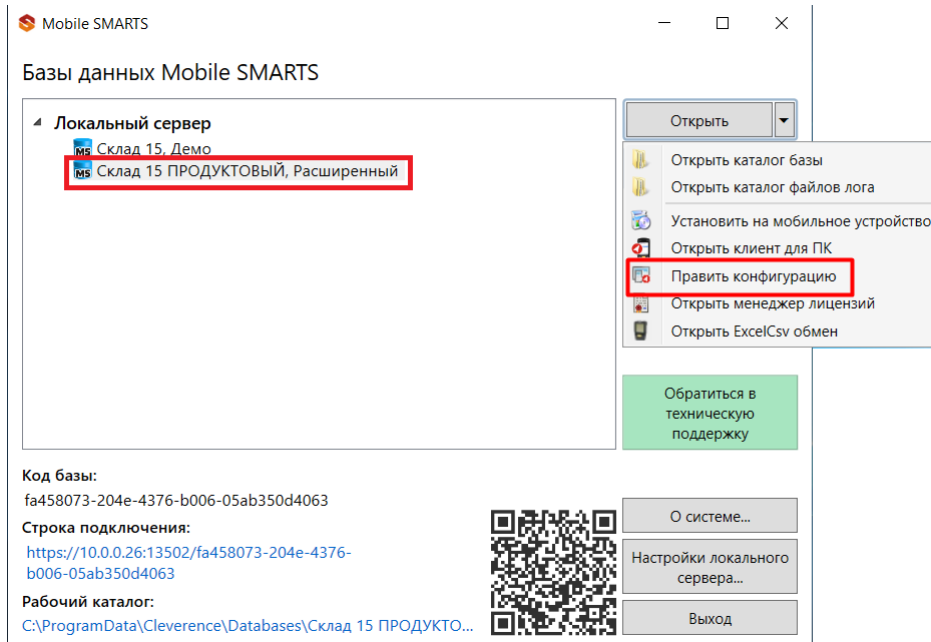 Mobile SMARTS
Базы данных Mobile SMARTS
Локальный сервер
Склад 15, Демо
Склад 15 ПРОДУКТОВЫЙ, Расширенный
Открыть
Открыть каталог базы
Открыть каталог файлов лога
Установить на мобильное устройство
Открыть клиент для ПК
Править конфигурацию
Открыть менеджер лицензий
Открыть ExcelCsv обмен
Обратиться в
техническую
поддержку
Код базы:
fa458073-204e-4376-b006-05ab350d4063
Строка подключения:
https://10.0.0.26:13502/fa458073-204e-4376-
b006-05ab350d4063
Рабочий каталог:
C:\ProgramData\Cleverence\Databases\Склад 15 ПРОДУКТО...
О системе...
Настройки локального
сервера...
Выход